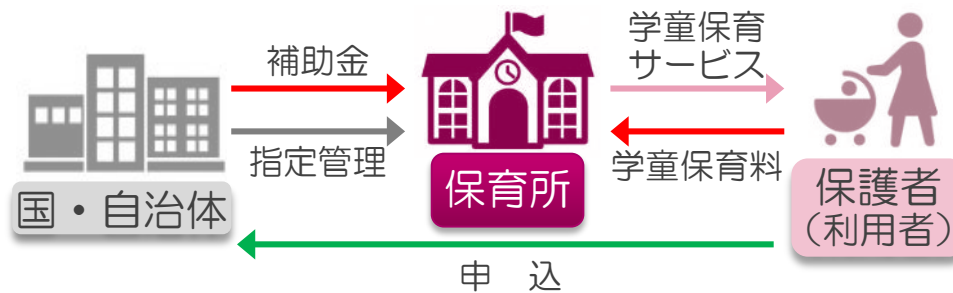 補助金
指定管理
国・自治体
保育所
学童保育
サービス
学童保育料
保護者
（利用者）
申　込